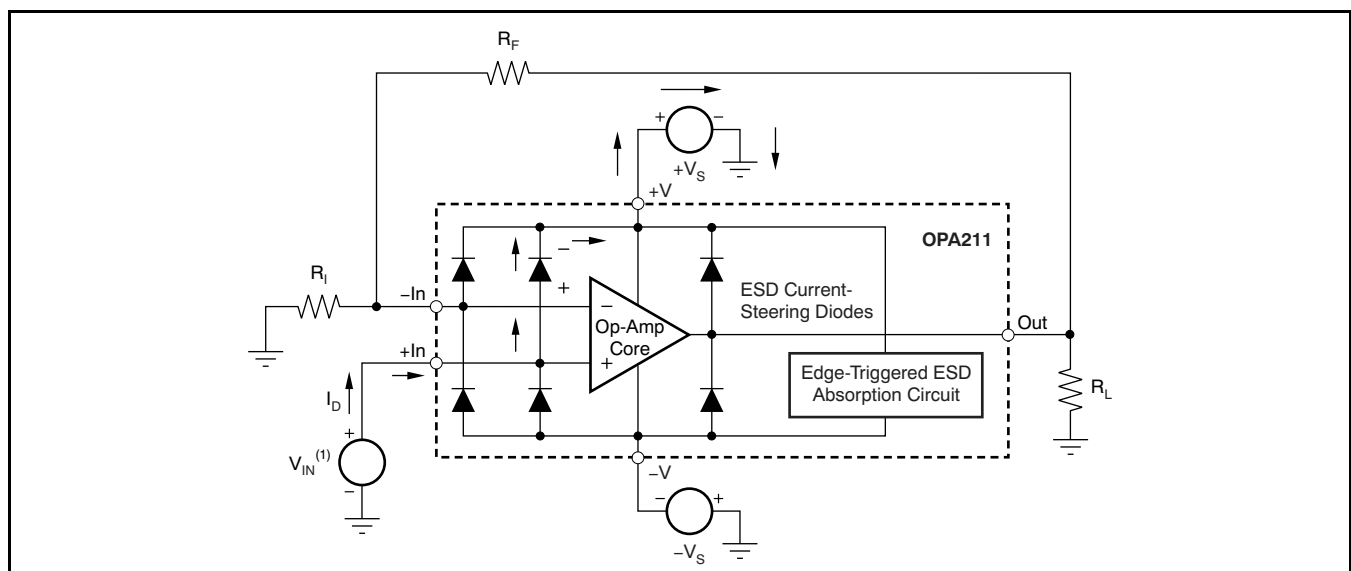 R_F
+ −
+V_S
+V
OPA211
−
+
R_I
−In
−
Op-Amp
Core
+
ESD Current-
Steering Diodes
Out
+In
Edge-Triggered ESD
Absorption Circuit
R_L
I_D
+
V_IN^(1)
−
−V
− +
−V_S